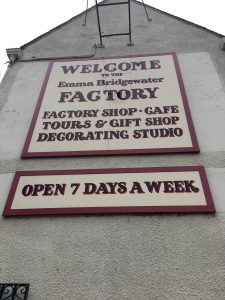 WELCOME
TO THE
Emma Bridgewater
FACTORY
FACTORY SHOP · CAFE
TOURS & GIFT SHOP
DECORATING STUDIO
OPEN 7 DAYS A WEEK